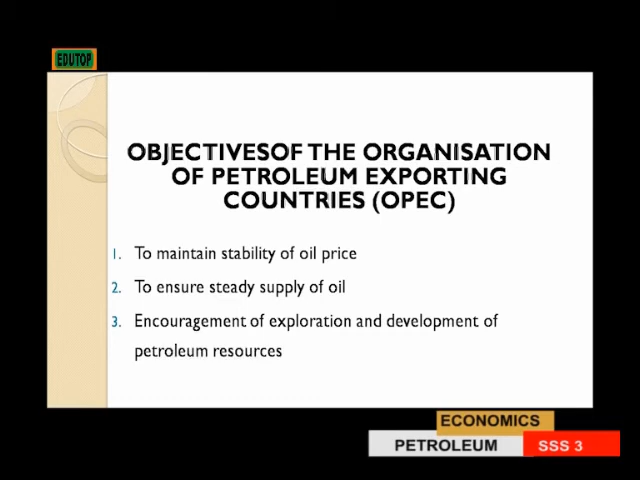 EDUTOP
OBJECTIVESOF THE ORGANISATION
OF PETROLEUM EXPORTING
COUNTRIES (OPEC)
1. To maintain stability of oil price
2. To ensure steady supply of oil
3. Encouragement of exploration and development of
petroleum resources
ECONOMICS
PETROLEUM SSS 3